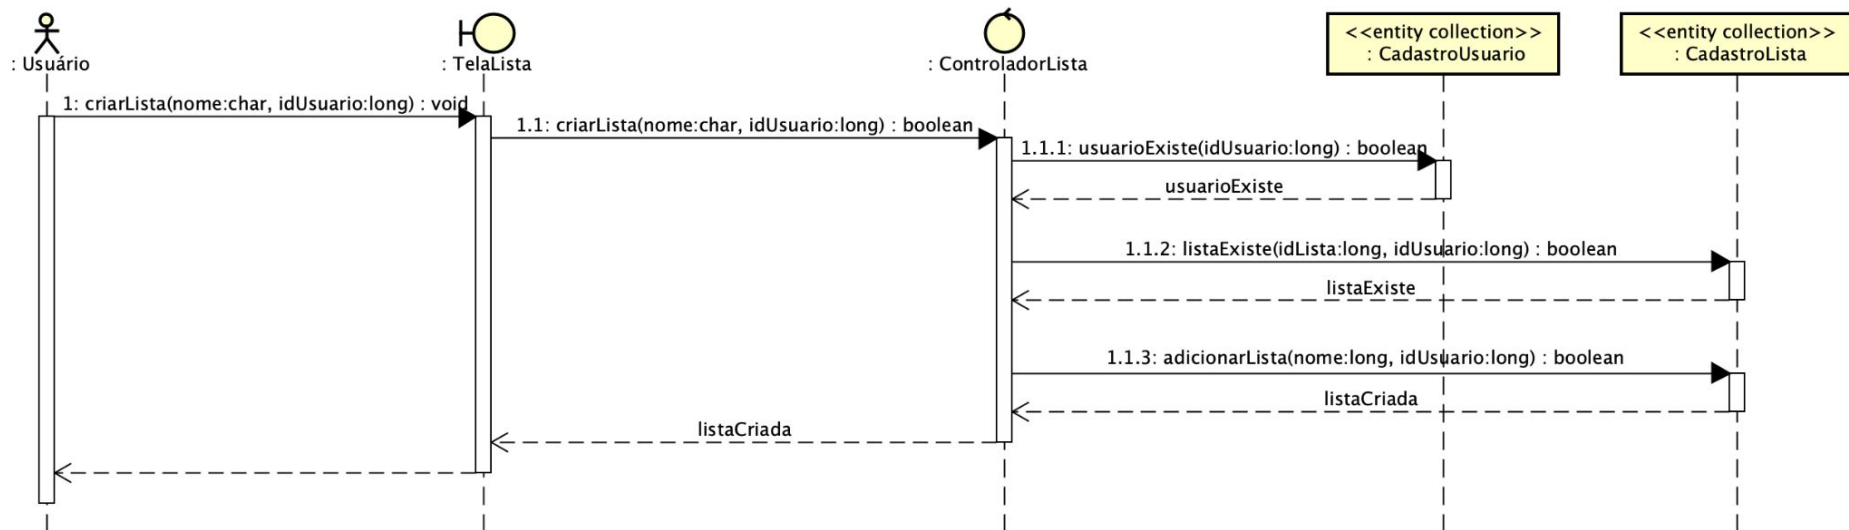 <<entity collection>>
: CadastroUsuario
<<entity collection>>
: CadastroLista
: Usuário
: TelaLista
: ControladorLista
1: criarLista(nome:char, idUsuario:long) : void
1.1: criarLista(nome:char, idUsuario:long) : boolean
1.1.1: usuarioExiste(idUsuario:long) : boolean
usuarioExiste
1.1.2: listaExiste(idLista:long, idUsuario:long) : boolean
listaExiste
1.1.3: adicionarLista(nome:long, idUsuario:long) : boolean
listaCriada
listaCriada